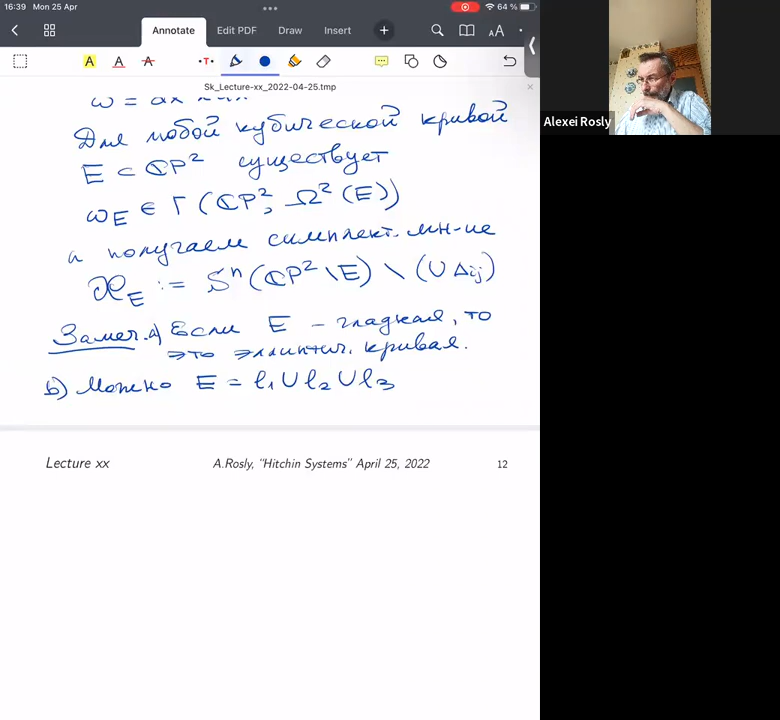 16:39 Mon 25 Apr
64 %
Annotate Edit PDF Draw Insert
A A A T
AA
Sk_Lecture-xx_2022-04-25.tmp
ω = dx
Для любой кубической кривой
E ⊂ ℂP² существует
ω_E ∈ Γ(ℂP², Ω²(E))
и получаем симплект. мн-ие
𝒳_E := Sⁿ(ℂP² \ E) \ (∪ Δij)
Замеч. a) Если E – гладкая, то
это эллиптич. кривая.
b) Можно E = l₁ ∪ l₂ ∪ l₃
Lecture xx A.Rosly, "Hitchin Systems" April 25, 2022 12
Alexei Rosly